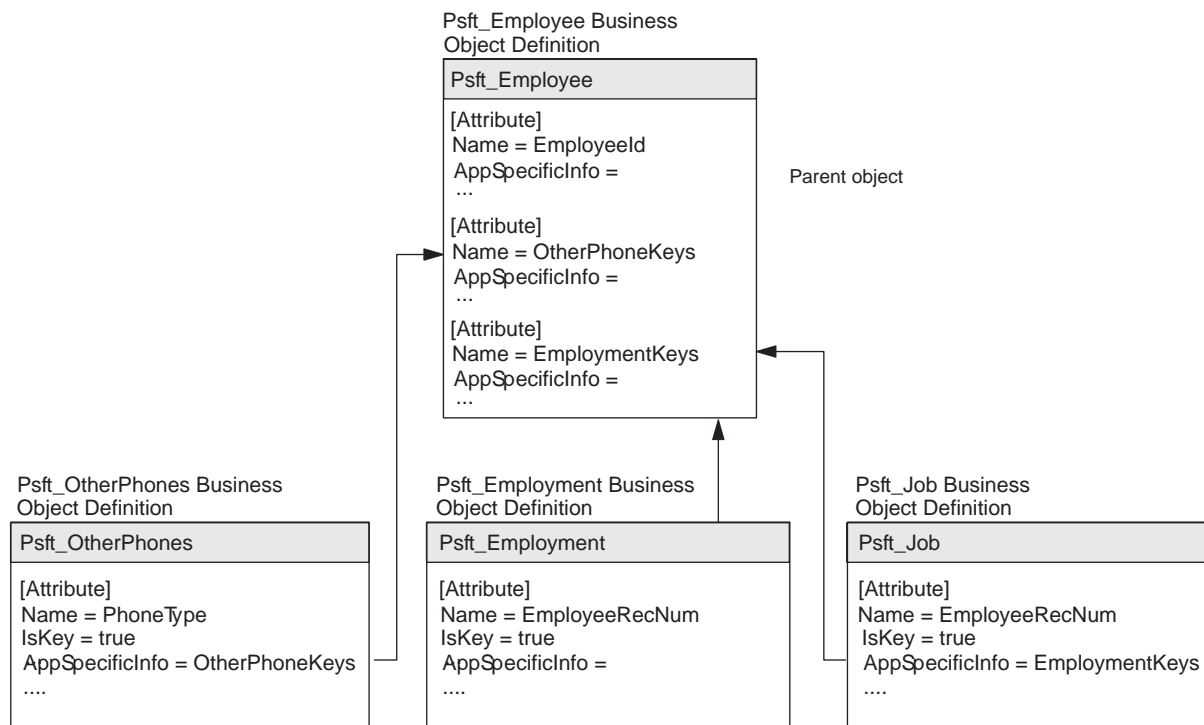 Psft_Employee Business
Object Definition
Psft_Employee
[Attribute]
Name = EmployeeId
AppSpecificInfo =
...
[Attribute]
Name = OtherPhoneKeys
AppSpecificInfo =
...
[Attribute]
Name = EmploymentKeys
AppSpecificInfo =
...
Parent object
Psft_OtherPhones Business
Object Definition
Psft_OtherPhones
[Attribute]
Name = PhoneType
IsKey = true
AppSpecificInfo = OtherPhoneKeys
....
Psft_Employment Business
Object Definition
Psft_Employment
[Attribute]
Name = EmployeeRecNum
IsKey = true
AppSpecificInfo =
....
Psft_Job Business
Object Definition
Psft_Job
[Attribute]
Name = EmployeeRecNum
IsKey = true
AppSpecificInfo = EmploymentKeys
....